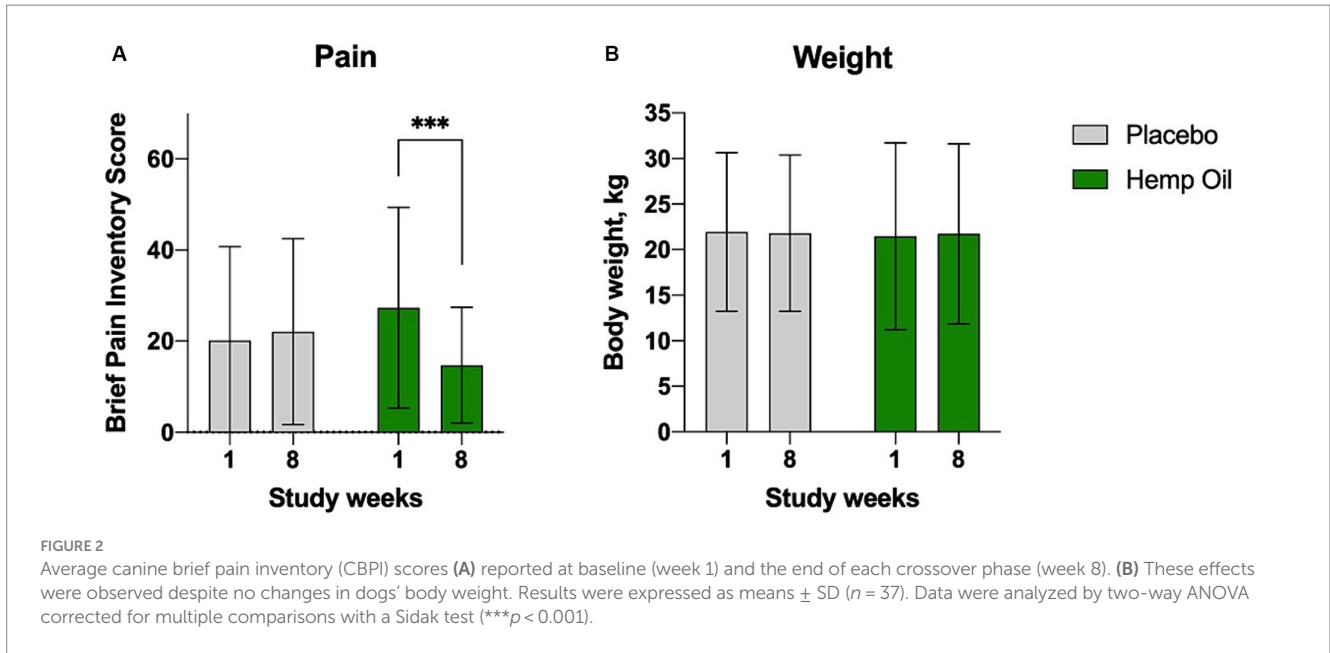 A
Pain
Brief Pain Inventory Score
60
40
20
0
***
1
8
1
8
Study weeks
B
Weight
Body weight, kg
35
30
25
20
15
10
5
0
1
8
1
8
Study weeks
Placebo
Hemp Oil
FIGURE 2
Average canine brief pain inventory (CBPI) scores (A) reported at baseline (week 1) and the end of each crossover phase (week 8). (B) These effects
were observed despite no changes in dogs’ body weight. Results were expressed as means ± SD (n = 37). Data were analyzed by two-way ANOVA
corrected for multiple comparisons with a Sidak test (***p < 0.001).